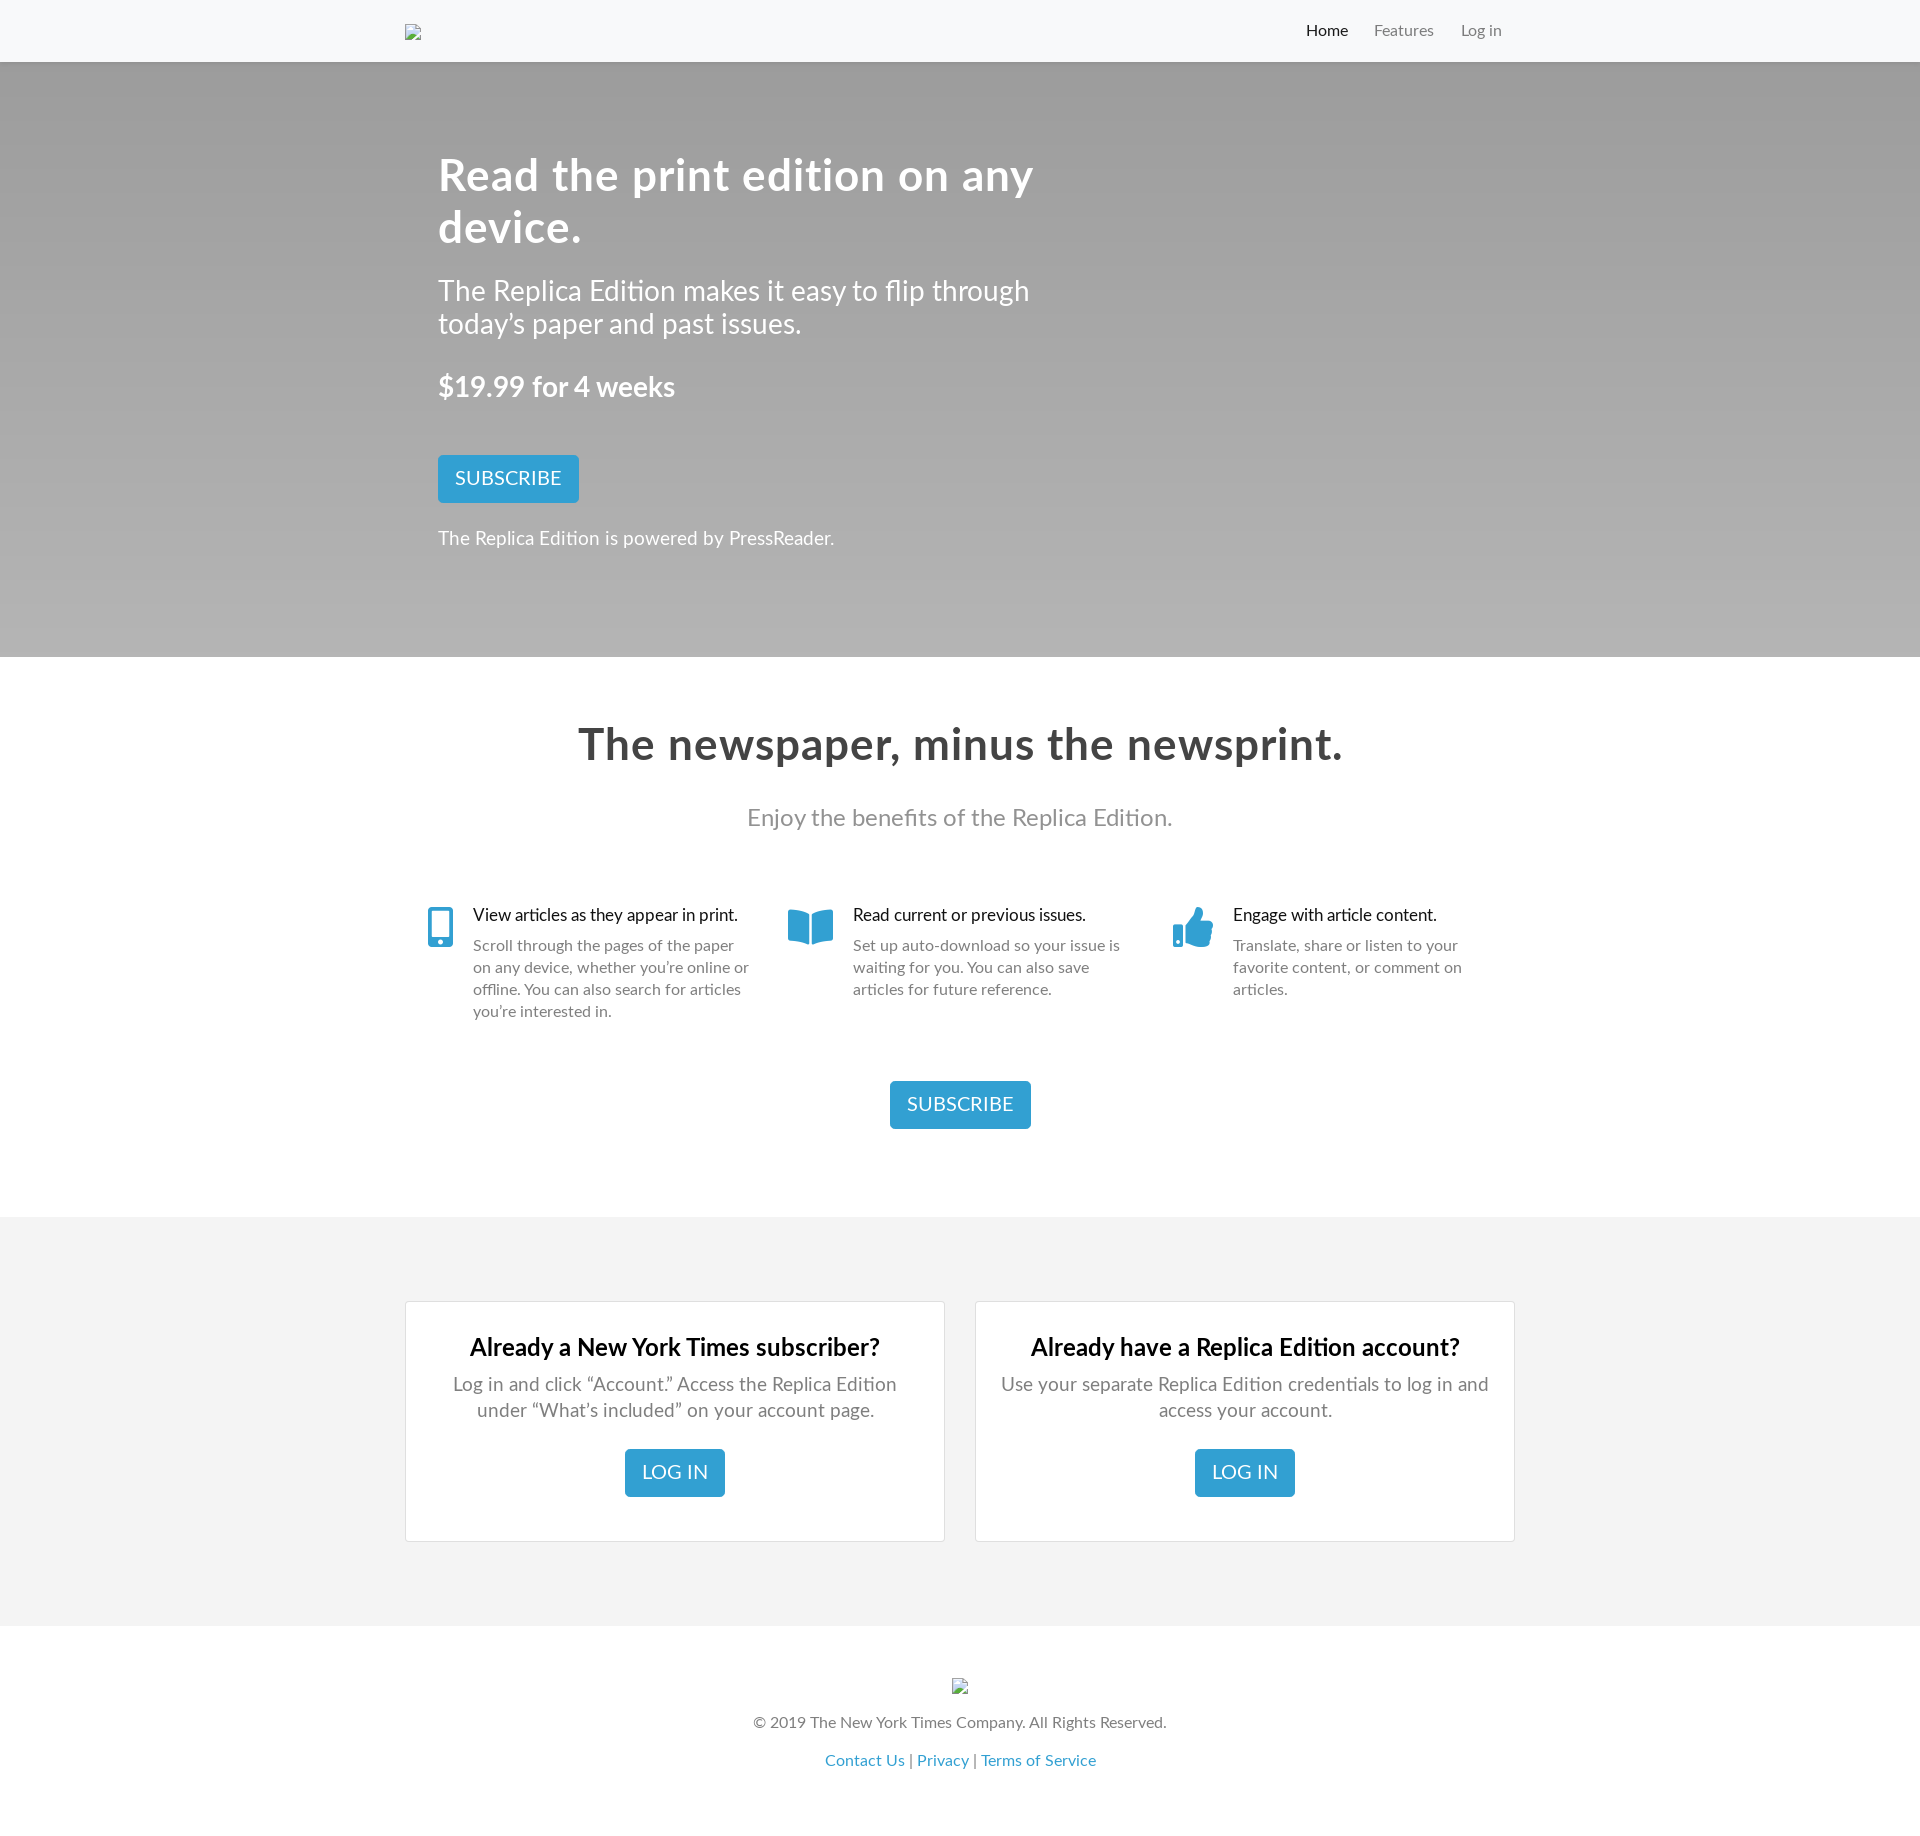 Home Features Log in
Read the print edition on any
device.
The Replica Edition makes it easy to flip through
today’s paper and past issues.
$19.99 for 4 weeks
SUBSCRIBE
The Replica Edition is powered by PressReader.
The newspaper, minus the newsprint.
Enjoy the benefits of the Replica Edition.
View articles as they appear in print.
Scroll through the pages of the paper
on any device, whether you’re online or
offline. You can also search for articles
you’re interested in.
Read current or previous issues.
Set up auto-download so your issue is
waiting for you. You can also save
articles for future reference.
Engage with article content.
Translate, share or listen to your
favorite content, or comment on
articles.
SUBSCRIBE
Already a New York Times subscriber?
Log in and click “Account.” Access the Replica Edition
under “What’s included” on your account page.
LOG IN
Already have a Replica Edition account?
Use your separate Replica Edition credentials to log in and
access your account.
LOG IN
© 2019 The New York Times Company. All Rights Reserved.
Contact Us | Privacy | Terms of Service